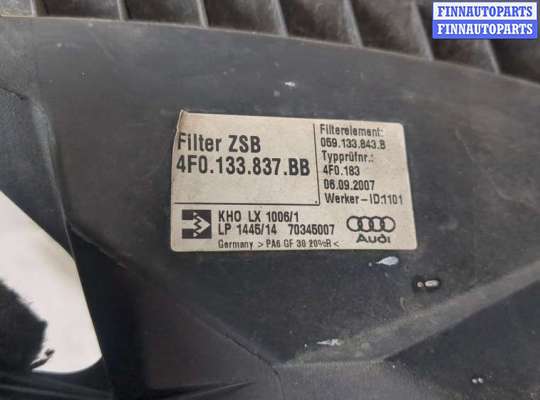 FINNAUTOPARTS
FINNAUTOPARTS
Filter ZSB
4F0.133.837.BB
Filterelement:
059.133.843.B
Typprüfnr.:
4F0.183
06.09.2007
Werker-ID:1101
KHO LX 1006/1
LP 1445/14 70345007
Germany > PA6 GF 30 20%R <
Audi